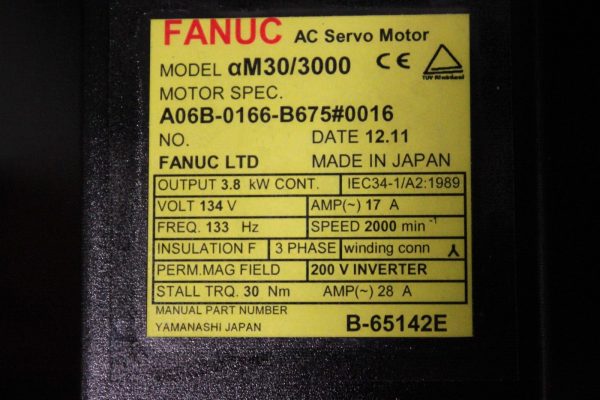 FANUC AC Servo Motor
MODEL αM30/3000 CE
MOTOR SPEC.
A06B-0166-B675#0016
NO. DATE 12.11
FANUC LTD MADE IN JAPAN
OUTPUT 3.8 kW CONT. IEC34-1/A2:1989
VOLT 134 V AMP(~) 17 A
FREQ. 133 Hz SPEED 2000 min⁻¹
INSULATION F 3 PHASE winding conn
PERM.MAG FIELD 200 V INVERTER
STALL TRQ. 30 Nm AMP(~) 28 A
MANUAL PART NUMBER
YAMANASHI JAPAN B-65142E